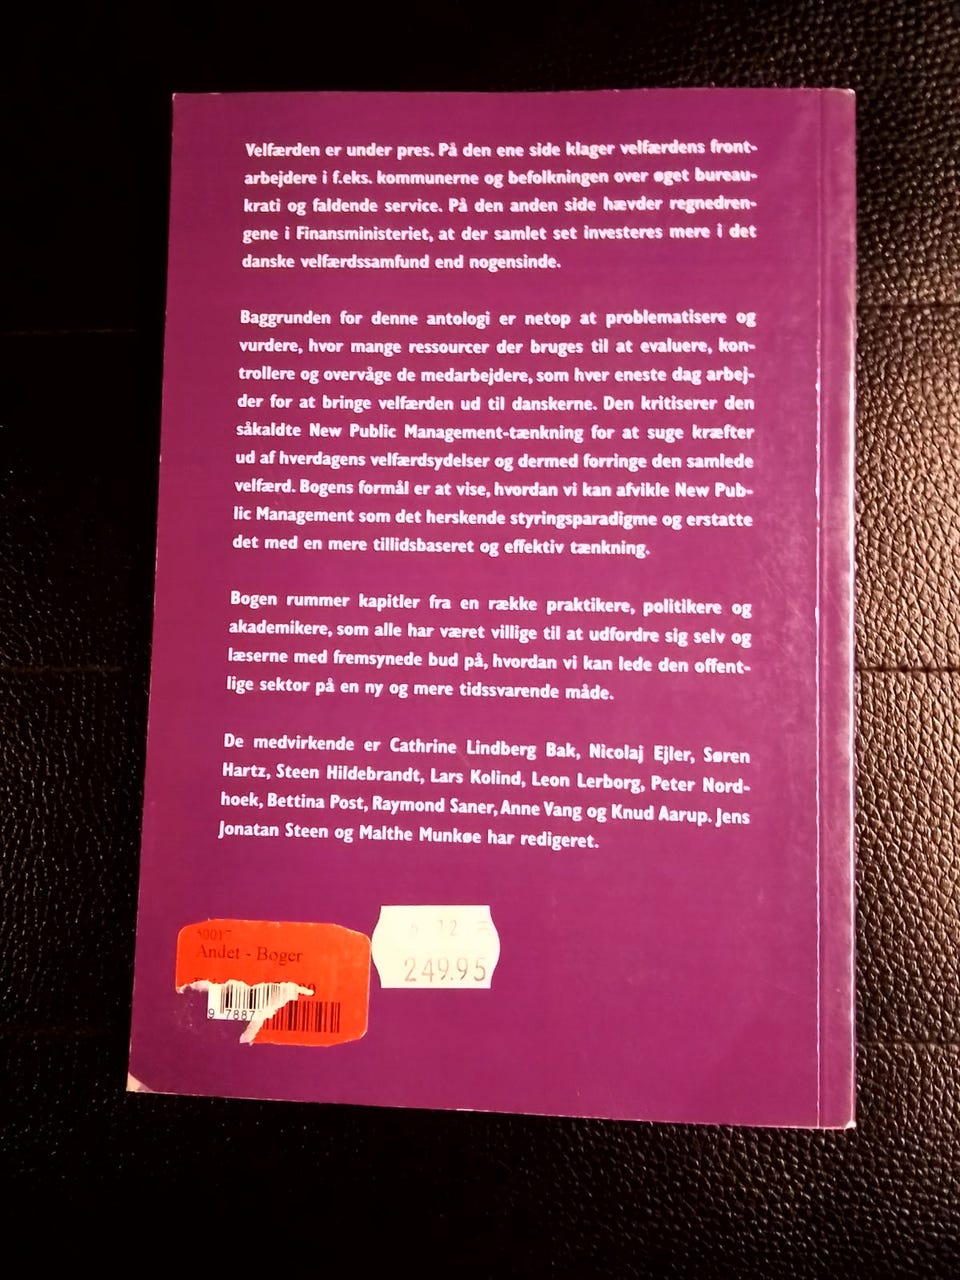 Velfærden er under pres. På den ene side klager velfærdens front-
arbejdere i f.eks. kommunerne og befolkningen over øget bureau-
krati og faldende service. På den anden side hævder regnedren-
gene i Finansministeriet, at der samlet set investeres mere i det
danske velfærdssamfund end nogensinde.
Baggrunden for denne antologi er netop at problematisere og
vurdere, hvor mange ressourcer der bruges til at evaluere, kon-
trollere og overvåge de medarbejdere, som hver eneste dag arbej-
der for at bringe velfærden ud til danskerne. Den kritiserer den
såkaldte New Public Management-tænkning for at suge kræfter
ud af hverdagens velfærdsydelser og dermed forringe den samlede
velfærd. Bogens formål er at vise, hvordan vi kan afvikle New Pub-
lic Management som det herskende styringsparadigme og erstatte
det med en mere tillidsbaseret og effektiv tænkning.
Bogen rummer kapitler fra en række praktikere, politikere og
akademikere, som alle har været villige til at udfordre sig selv og
læserne med fremsynede bud på, hvordan vi kan lede den offent-
lige sektor på en ny og mere tidssvarende måde.
De medvirkende er Cathrine Lindberg Bak, Nicolaj Ejler, Søren
Hartz, Steen Hildebrandt, Lars Kolind, Leon Lerborg, Peter Nord-
hoek, Bettina Post, Raymond Saner, Anne Vang og Knud Aarup. Jens
Jonatan Steen og Malthe Munkøe har redigeret.
50017
Andet - Bøger
9 7887
12
249.95